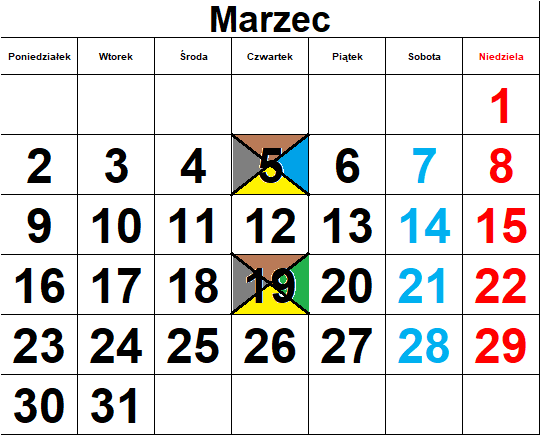 Marzec
Poniedziałek Wtorek Środa Czwartek Piątek Sobota Niedziela
1
2 3 4 5 6 7 8
9 10 11 12 13 14 15
16 17 18 19 20 21 22
23 24 25 26 27 28 29
30 31